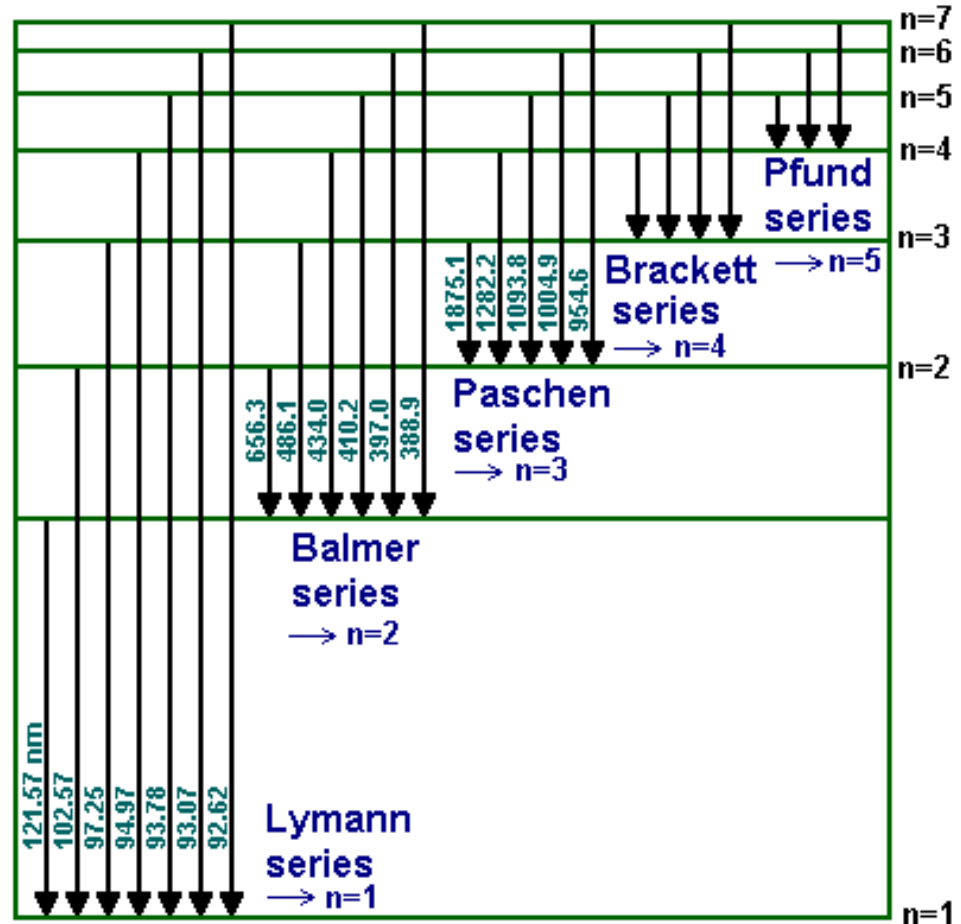 n=7
n=6
n=5
n=4
Pfund
series
n=3
→ n=5
Brackett
series
→ n=4
1875.1
1282.2
1093.8
1004.9
954.6
n=2
Paschen
series
→ n=3
656.3
486.1
434.0
410.2
397.0
388.9
Balmer
series
→ n=2
121.57 nm
102.57
97.25
94.97
93.78
93.07
92.62
Lymann
series
→ n=1
n=1